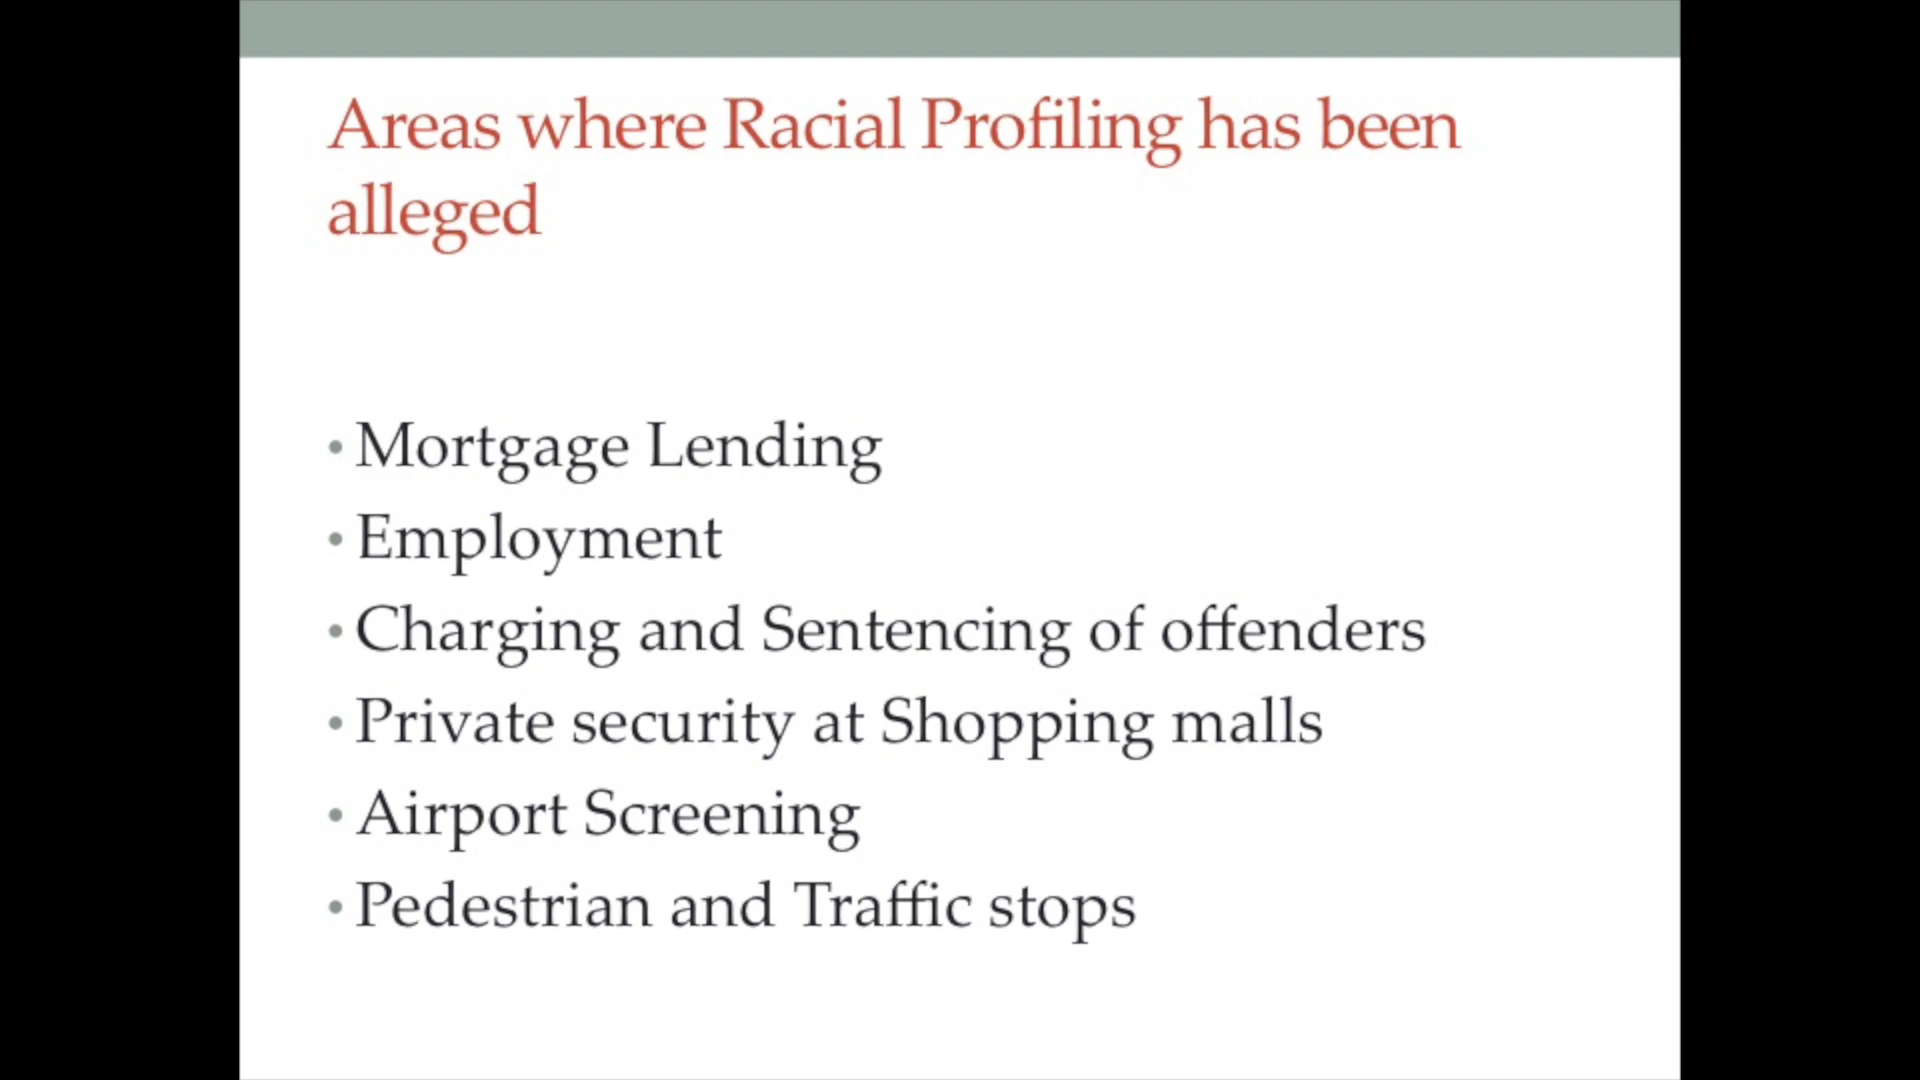 Areas where Racial Profiling has been
alleged
• Mortgage Lending
• Employment
• Charging and Sentencing of offenders
• Private security at Shopping malls
• Airport Screening
• Pedestrian and Traffic stops